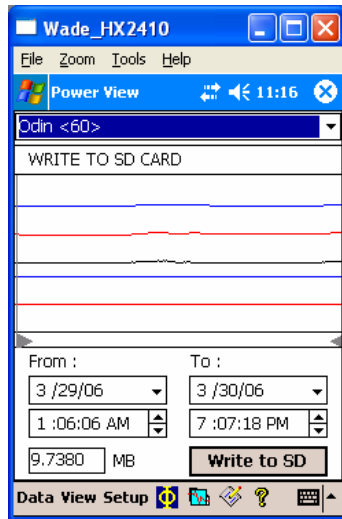 Wade_HX2410
File Zoom Tools Help
Power View 11:16
Odin <60>
WRITE TO SD CARD
From : To :
3 /29/06 3 /30/06
1 :06:06 AM 7 :07:18 PM
9.7380 MB Write to SD
Data View Setup